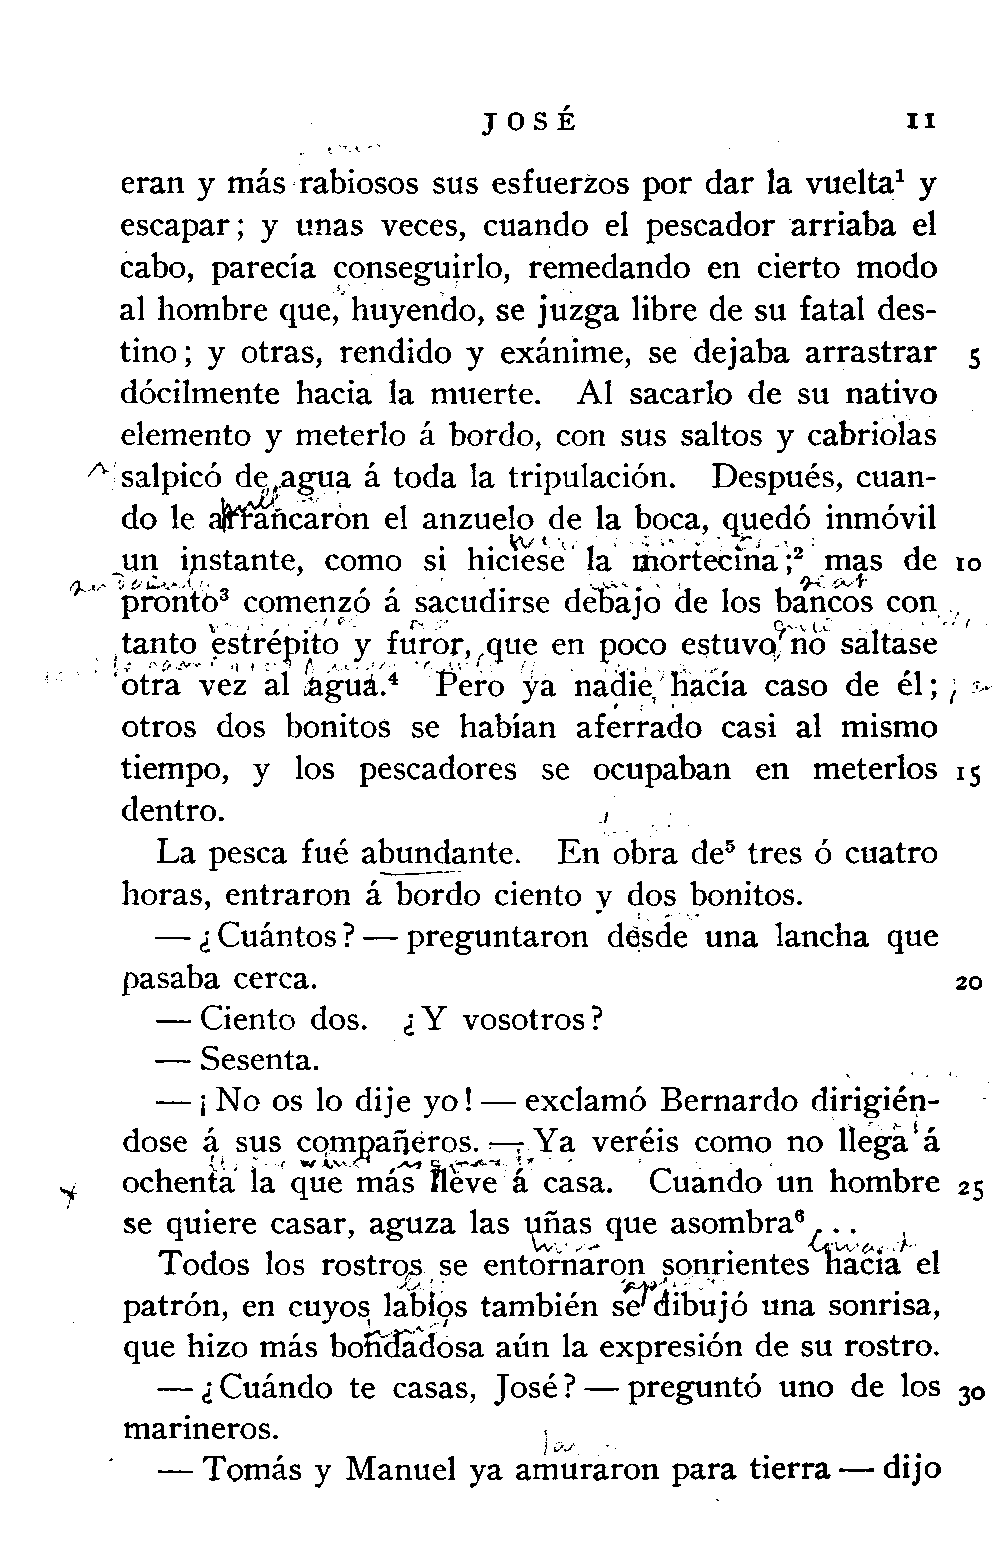 JOSÉ 11
eran y más rabiosos sus esfuerzos por dar la vuelta¹ y
escapar; y unas veces, cuando el pescador arriaba el
cabo, parecía conseguirlo, remedando en cierto modo
al hombre que, huyendo, se juzga libre de su fatal des-
tino; y otras, rendido y exánime, se dejaba arrastrar 5
dócilmente hacia la muerte. Al sacarlo de su nativo
elemento y meterlo á bordo, con sus saltos y cabriolas
salpicó de agua á toda la tripulación. Después, cuan-
do le arrancaron el anzuelo de la boca, quedó inmóvil
un instante, como si hiciese la mortecina;² mas de 10
pronto³ comenzó á sacudirse debajo de los bancos con
tanto estrépito y furor, que en poco estuvo no saltase
otra vez al agua.⁴ Pero ya nadie hacía caso de él;
otros dos bonitos se habían aferrado casi al mismo
tiempo, y los pescadores se ocupaban en meterlos 15
dentro.
La pesca fué abundante. En obra de⁵ tres ó cuatro
horas, entraron á bordo ciento y dos bonitos.
— ¿Cuántos? — preguntaron desde una lancha que
pasaba cerca. 20
— Ciento dos. ¿Y vosotros?
— Sesenta.
— ¡No os lo dije yo! — exclamó Bernardo dirigién-
dose á sus compañeros. — Ya veréis como no llega á
ochenta la que más lleve á casa. Cuando un hombre 25
se quiere casar, aguza las uñas que asombra⁶ . . .
Todos los rostros se entornaron sonrientes hacia el
patrón, en cuyos labios también se dibujó una sonrisa,
que hizo más bondadosa aún la expresión de su rostro.
— ¿Cuándo te casas, José? — preguntó uno de los 30
marineros.
— Tomás y Manuel ya amuraron para tierra — dijo